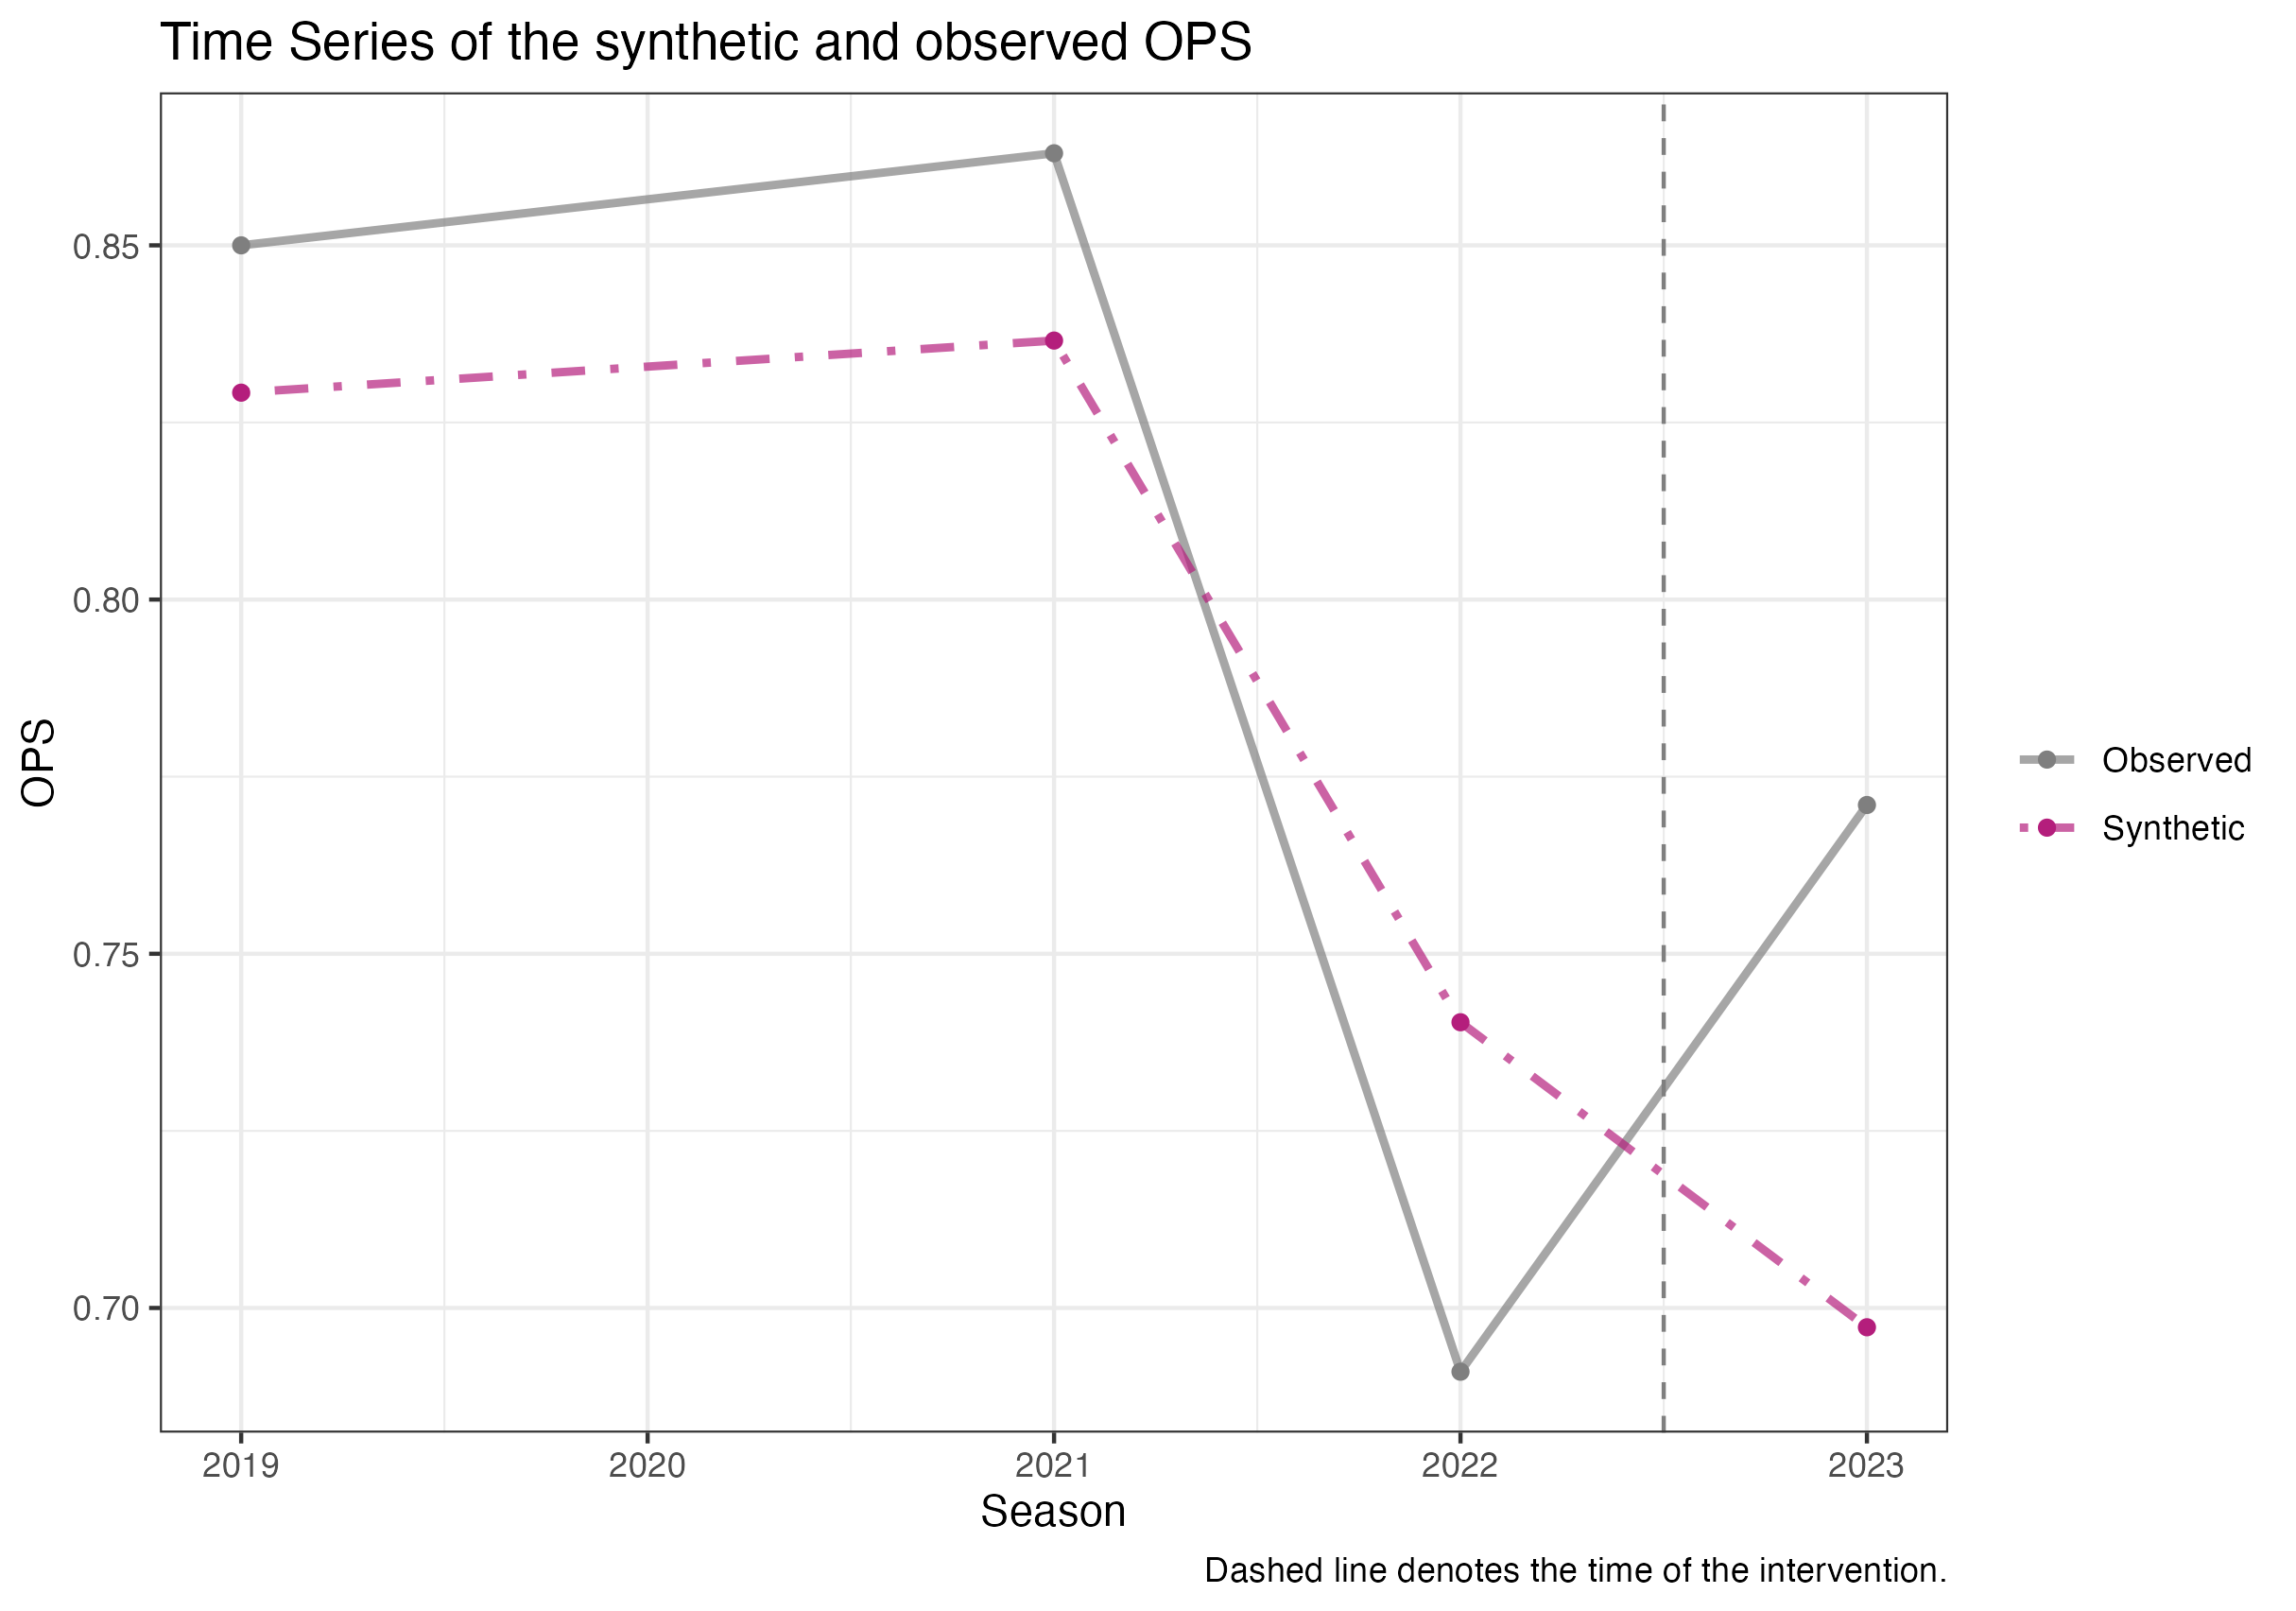 Time Series of the synthetic and observed OPS
0.85
0.80
0.75
0.70
OPS
2019 2020 2021 2022 2023
Season
Observed
Synthetic
Dashed line denotes the time of the intervention.